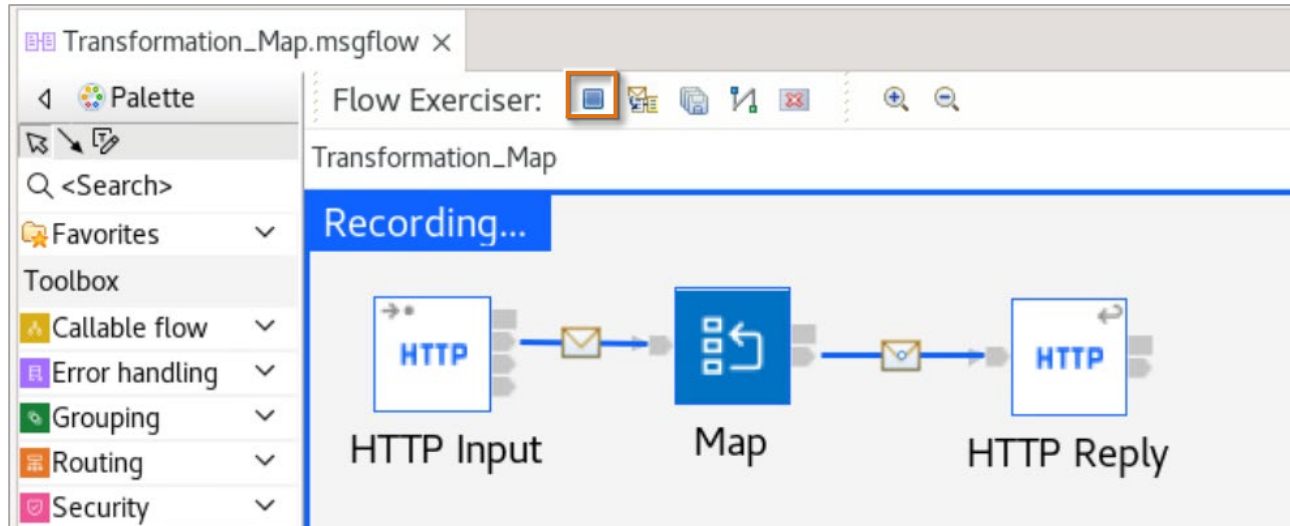 Transformation_Map.msgflow ×
Palette
Flow Exerciser:
<Search>
Transformation_Map
Favorites
Recording...
Toolbox
Callable flow
Error handling
Grouping
Routing
Security
HTTP
HTTP
HTTP Input
Map
HTTP Reply